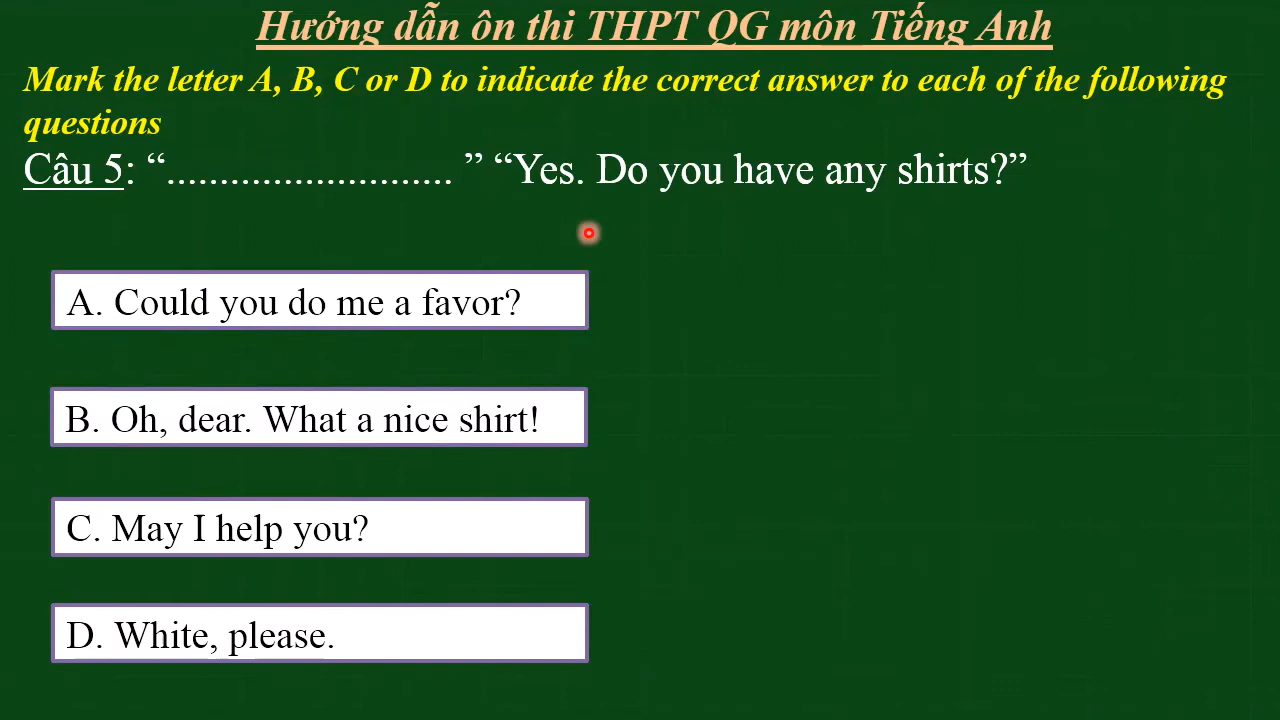 Hướng dẫn ôn thi THPT QG môn Tiếng Anh
Mark the letter A, B, C or D to indicate the correct answer to each of the following
questions
Câu 5: “........................... ” “Yes. Do you have any shirts?”
A. Could you do me a favor?
B. Oh, dear. What a nice shirt!
C. May I help you?
D. White, please.